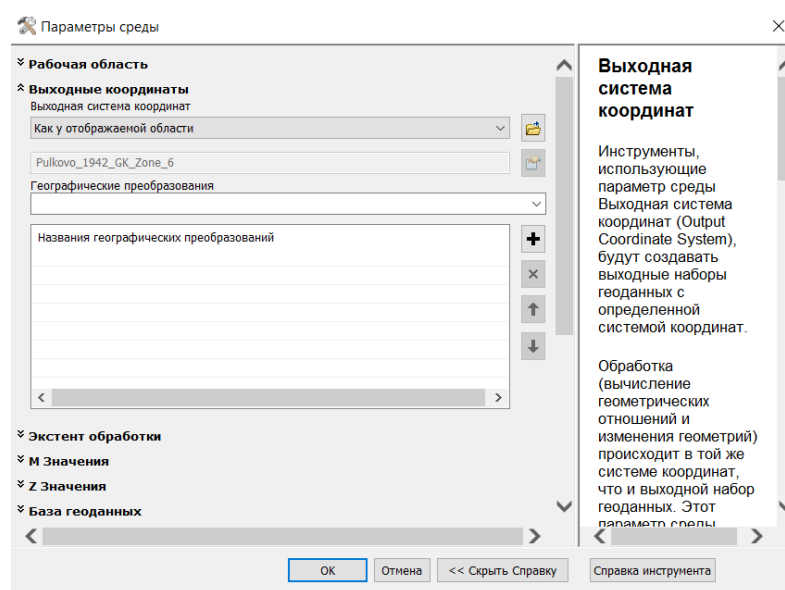 Параметры среды
Рабочая область
Выходные координаты
Выходная система координат
Как у отображаемой области
Pulkovo_1942_GK_Zone_6
Географические преобразования
Названия географических преобразований
Экстент обработки
М Значения
Z Значения
База геоданных
Выходная
система
координат
Инструменты,
использующие
параметр среды
Выходная система
координат (Output
Coordinate System),
будут создавать
выходные наборы
геоданных с
определенной
системой координат.
Обработка
(вычисление
геометрических
отношений и
изменения геометрий)
происходит в той же
системе координат,
что и выходной набор
геоданных. Этот
параметр среды
ОК
Отмена
<< Скрыть Справку
Справка инструмента